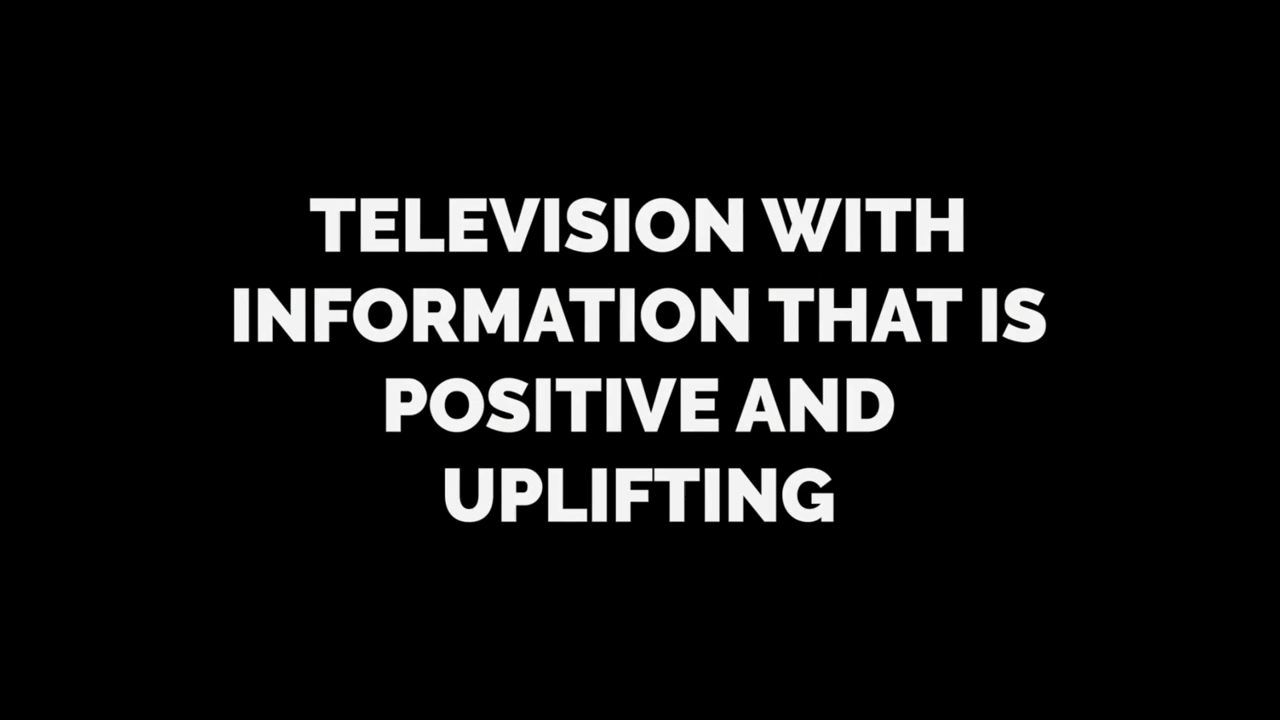 TELEVISION WITH
INFORMATION THAT IS
POSITIVE AND
UPLIFTING